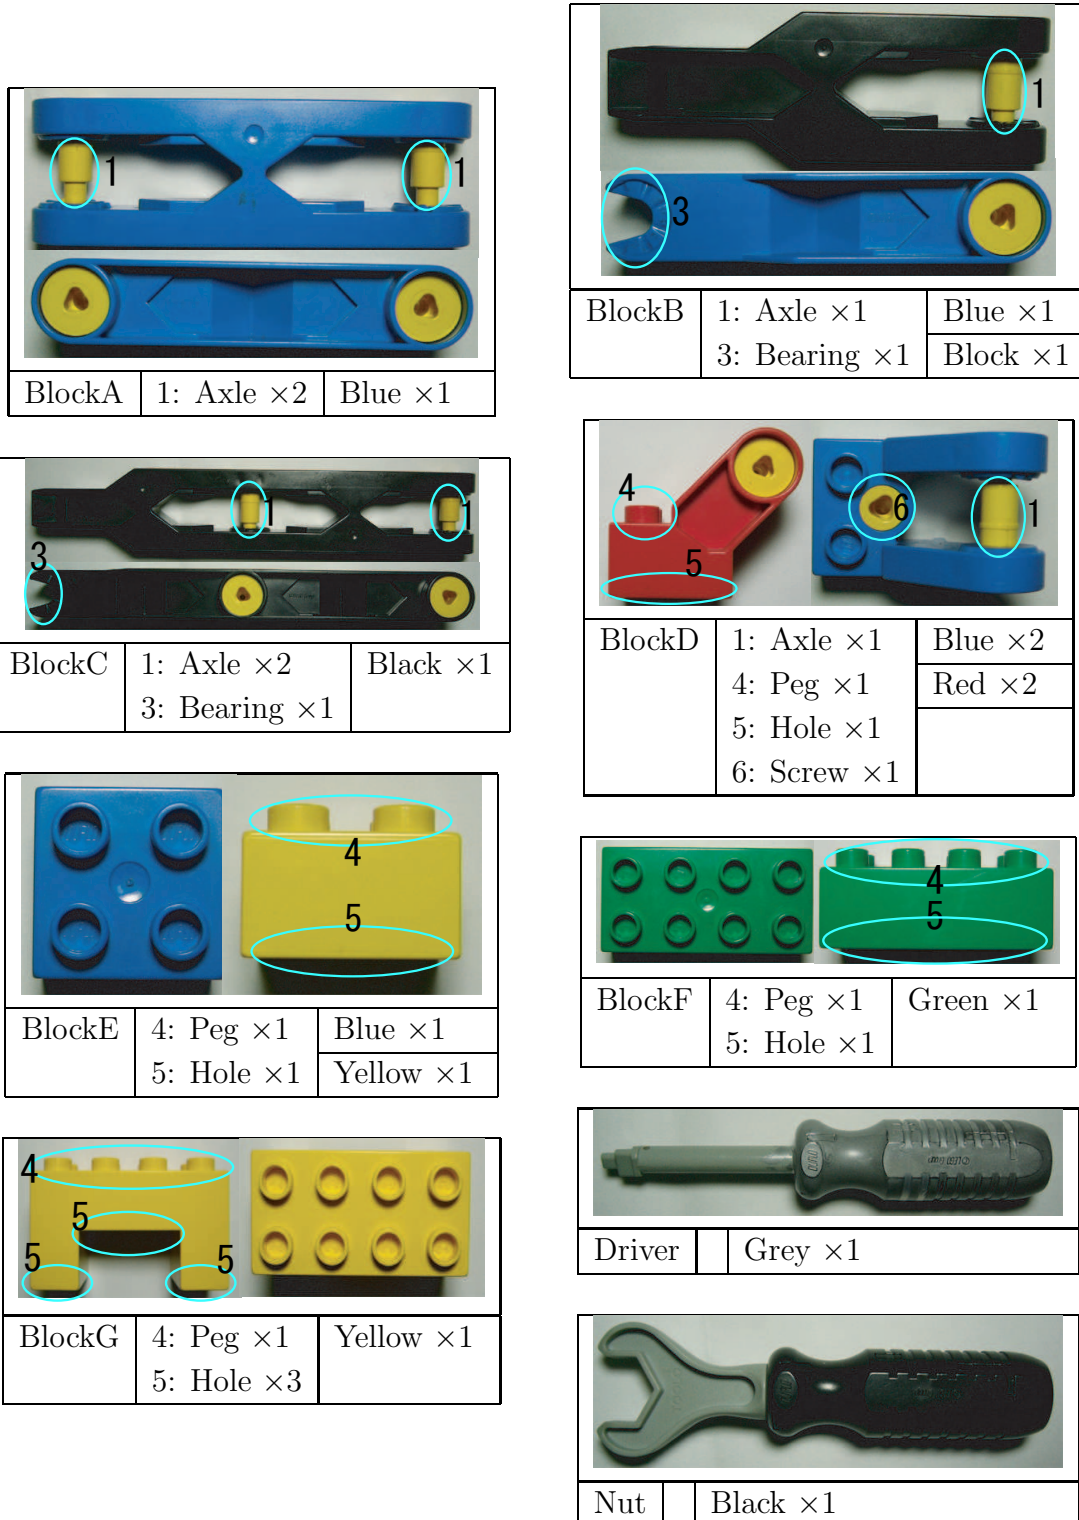 1
1
BlockA 1: Axle ×2 Blue ×1
1
3
BlockB 1: Axle ×1 Blue ×1
3: Bearing ×1 Block ×1
1
1
3
BlockC 1: Axle ×2 Black ×1
3: Bearing ×1
4
5
6
1
BlockD 1: Axle ×1 Blue ×2
4: Peg ×1 Red ×2
5: Hole ×1
6: Screw ×1
4
5
BlockE 4: Peg ×1 Blue ×1
5: Hole ×1 Yellow ×1
4
5
BlockF 4: Peg ×1 Green ×1
5: Hole ×1
4
5
5
5
BlockG 4: Peg ×1 Yellow ×1
5: Hole ×3
Driver Grey ×1
Nut Black ×1